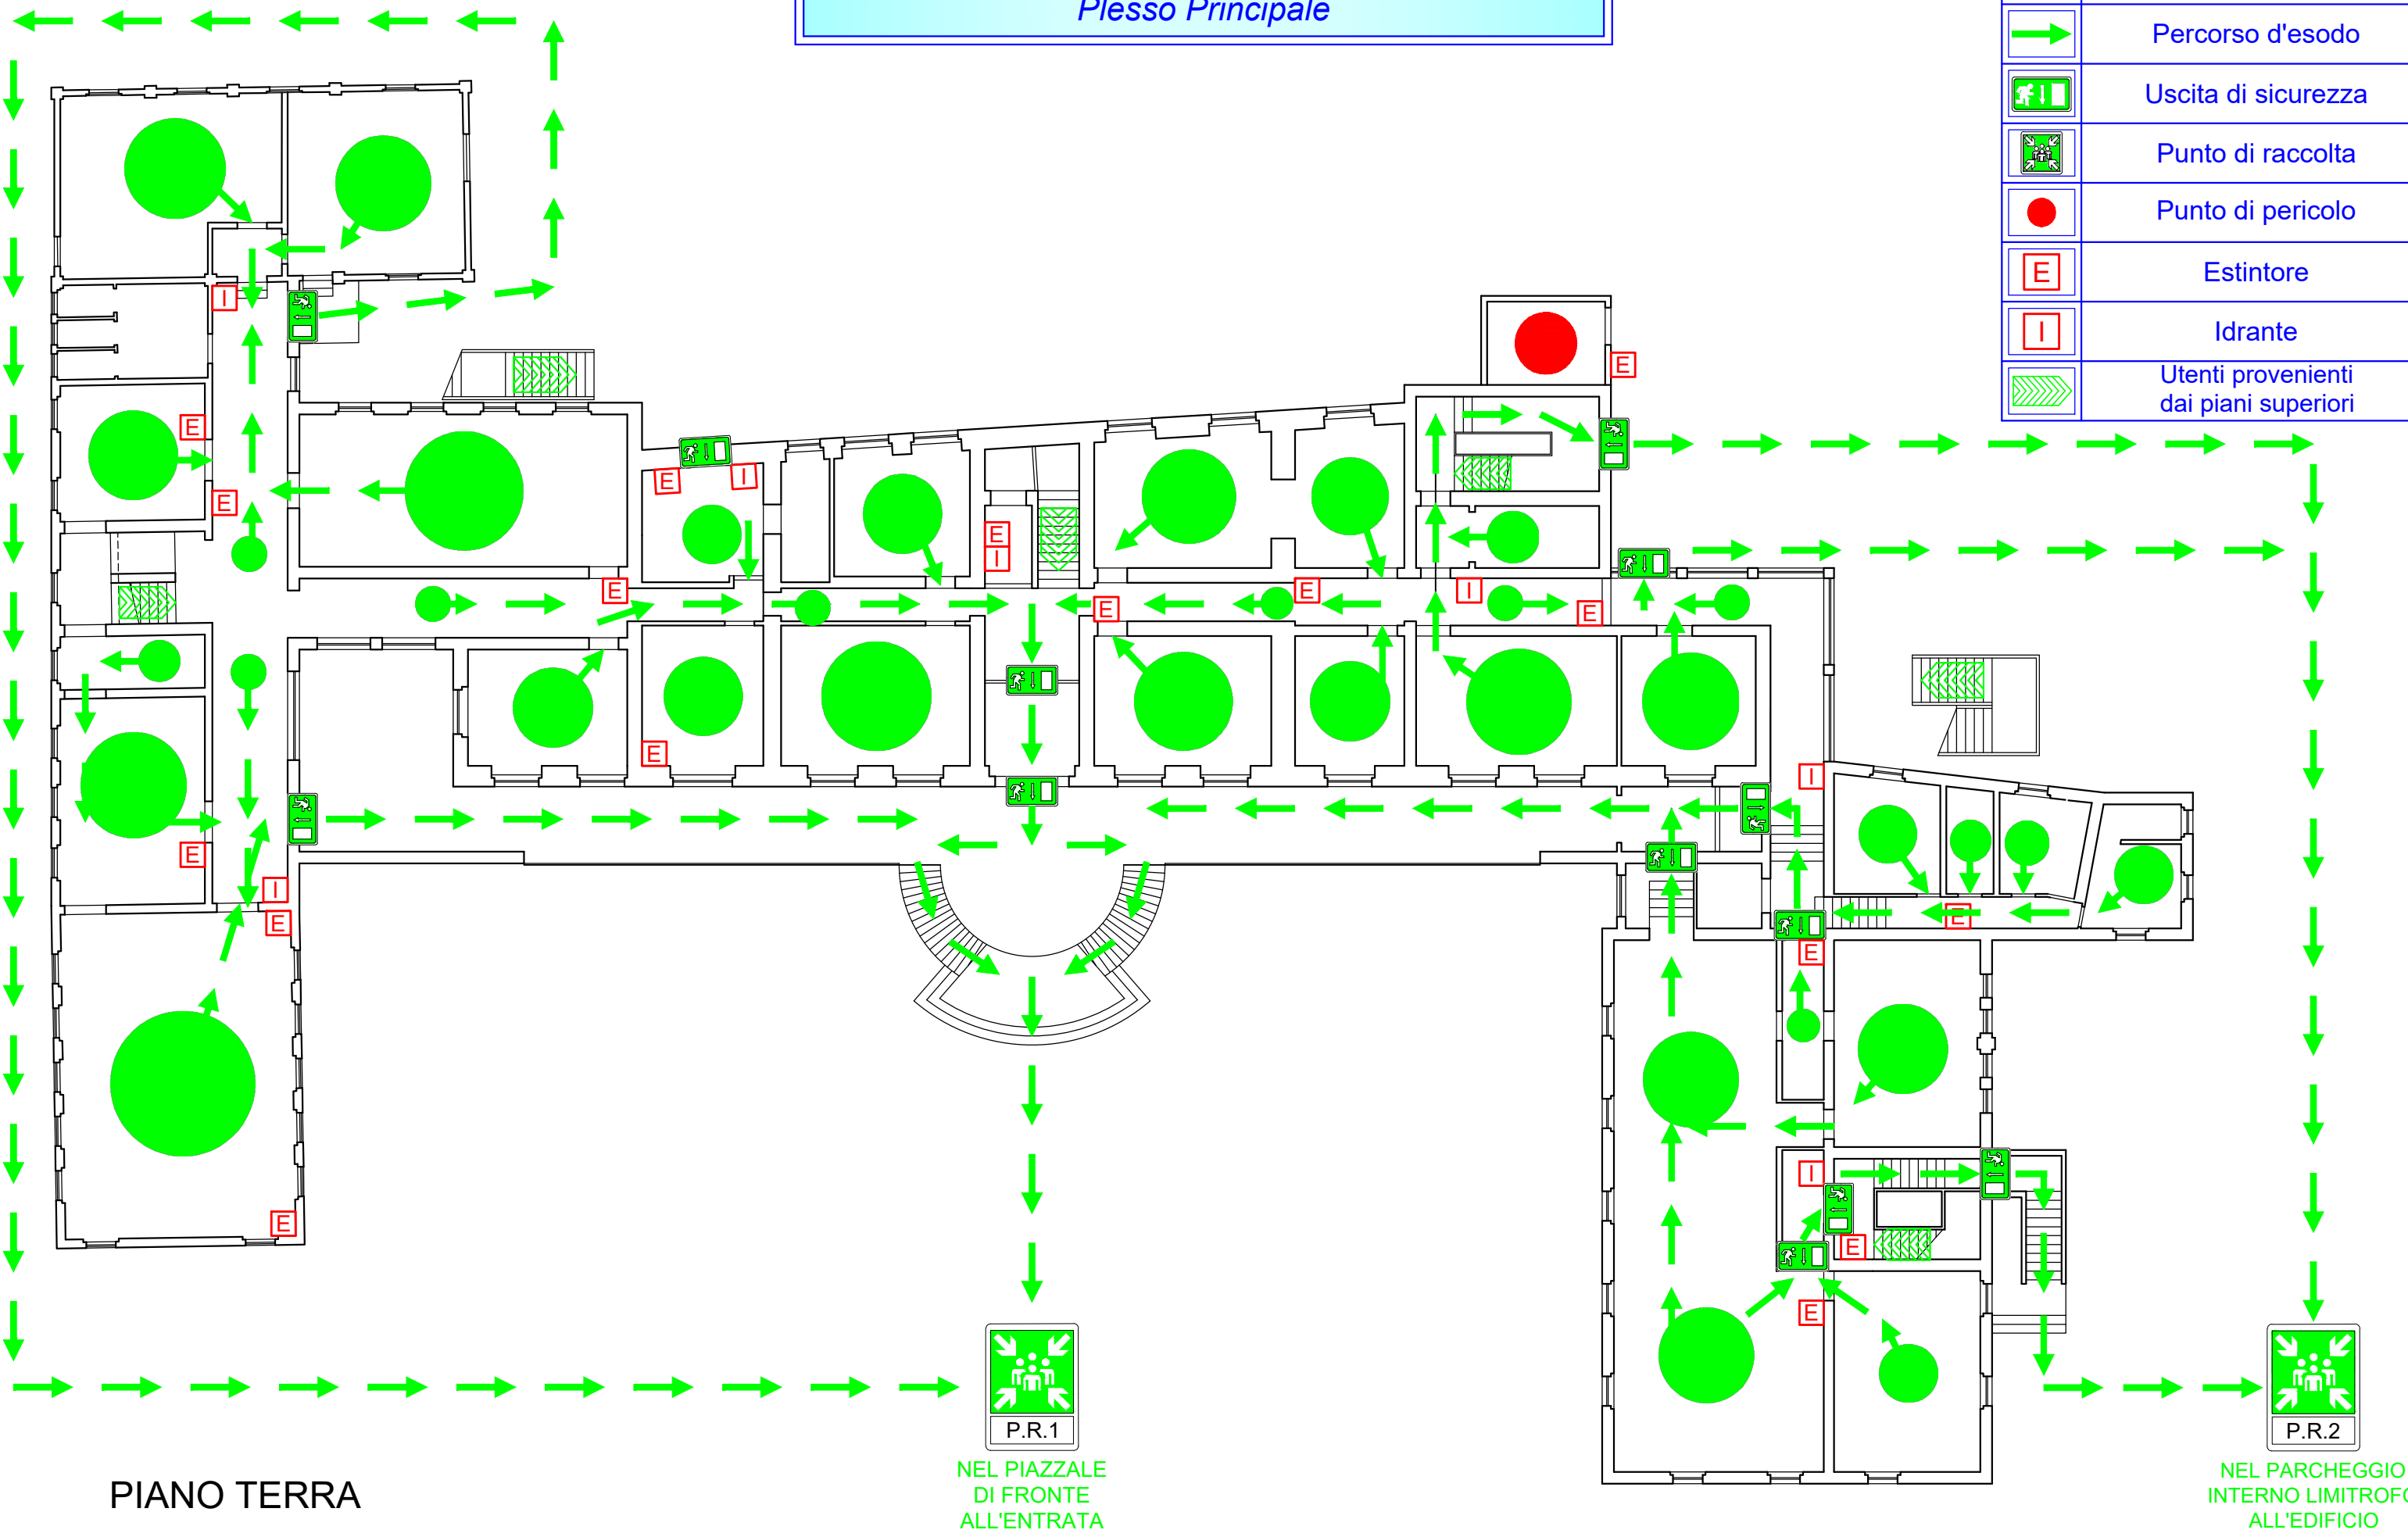 Plesso Principale
Percorso d'esodo
Uscita di sicurezza
Punto di raccolta
Punto di pericolo
E
Estintore
I
Idrante
Utenti provenienti
dai piani superiori
I
E
E
E
E
I
E
E
I
E
E
I
E
E
E
I
E
E
I
E
E
E
I
E
E
I
E
E
P.R.1
NEL PIAZZALE
DI FRONTE
ALL'ENTRATA
P.R.2
NEL PARCHEGGIO
INTERNO LIMITROFO
ALL'EDIFICIO
PIANO TERRA